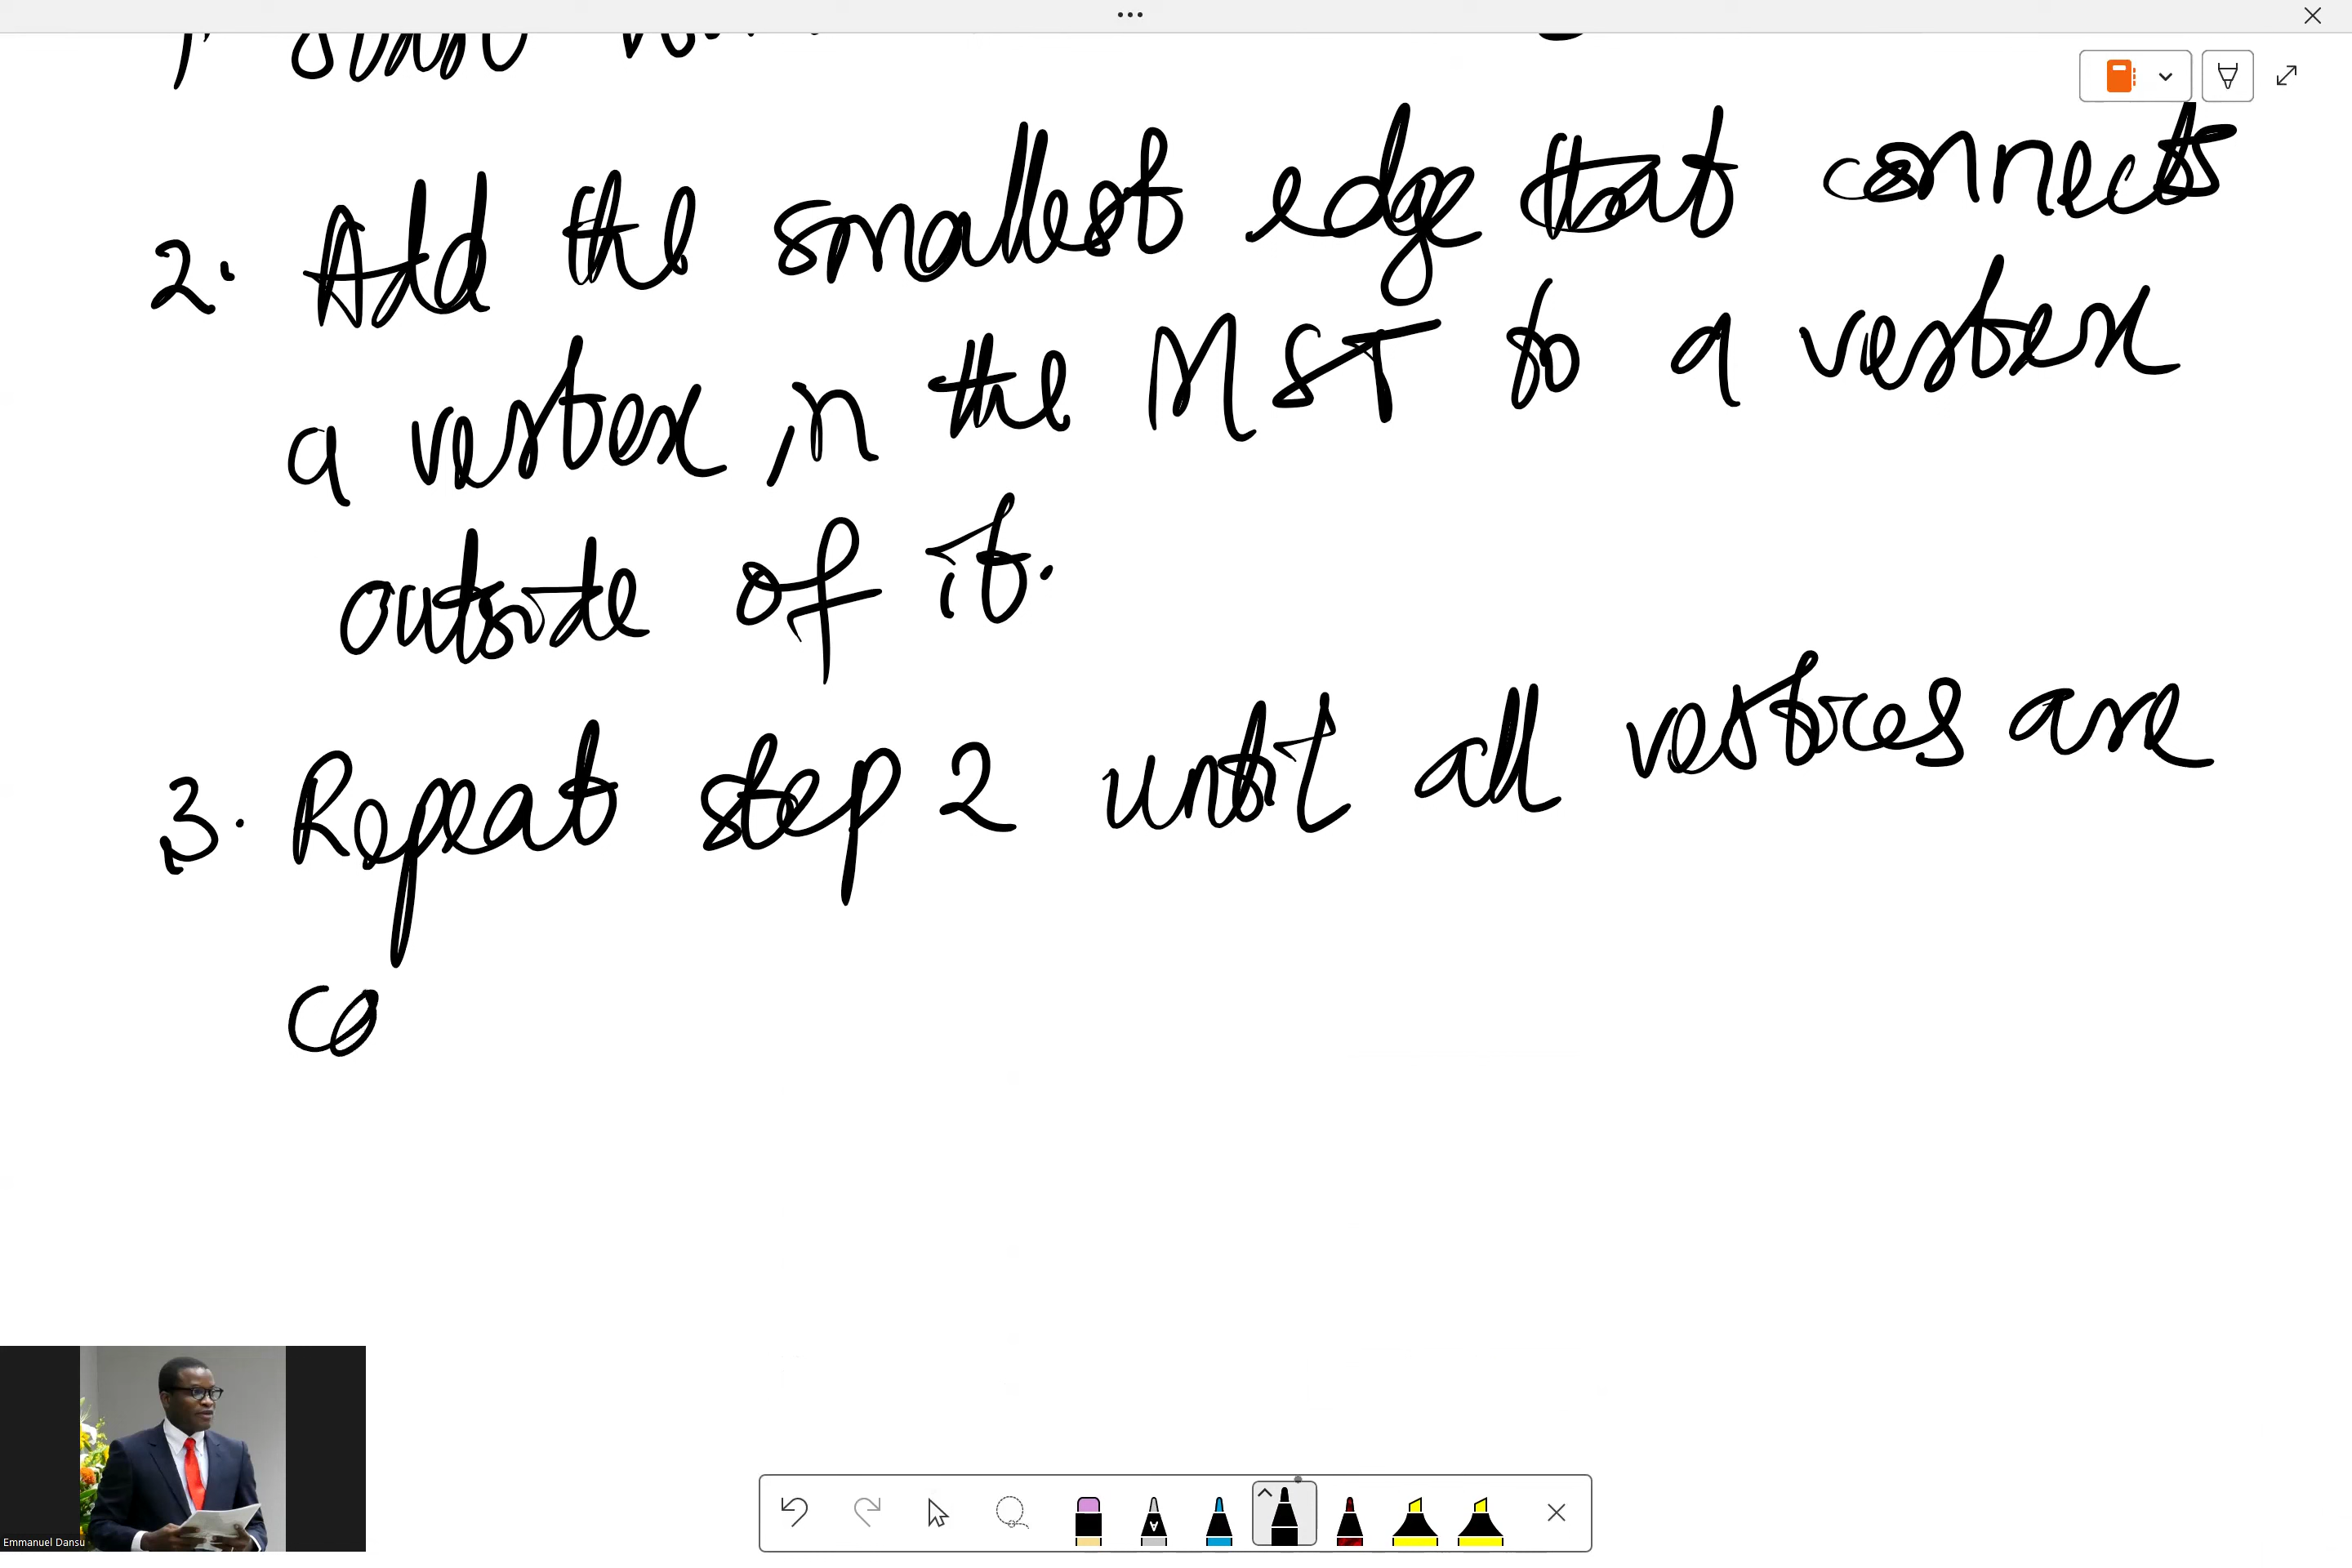 2. Add the smallest edge that connects
a vertex in the MST to a vertex
outside of it.
3. Repeat step 2 until all vertices are
co
Emmanuel Dansu